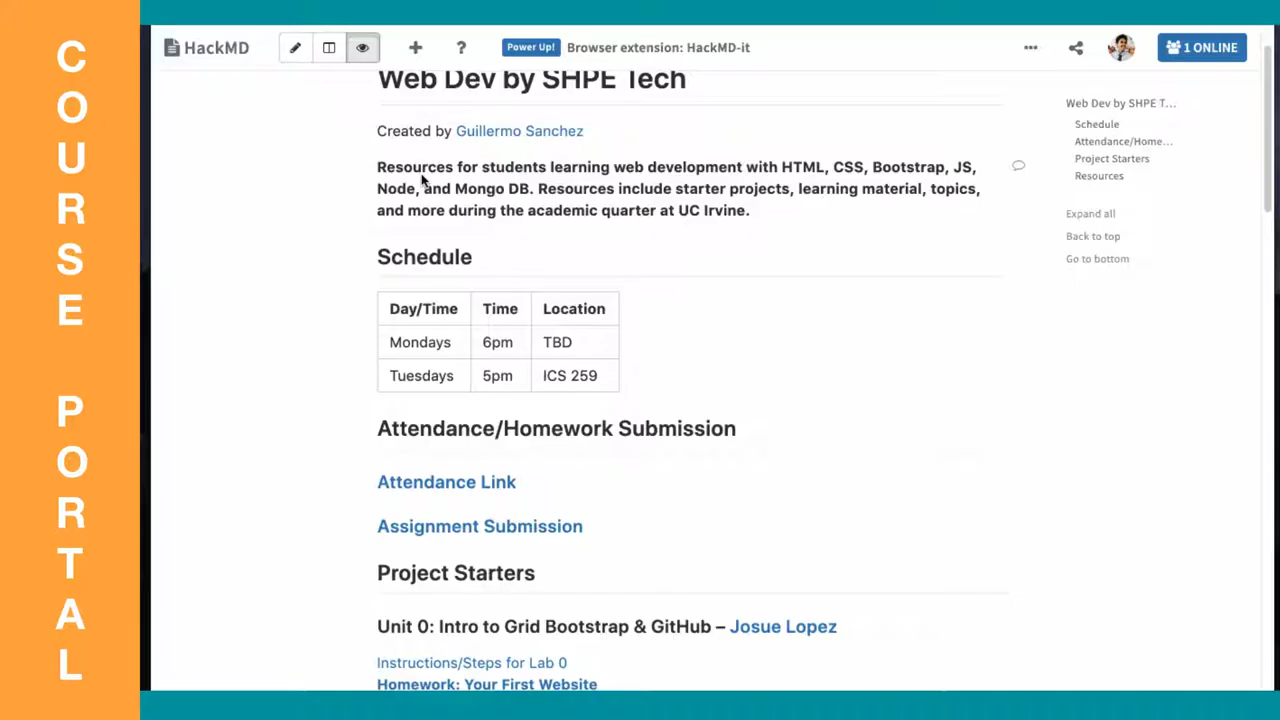 COURSE PORTAL
HackMD
Power Up! Browser extension: HackMD-it
1 ONLINE
Web Dev by SHPE Tech
Created by Guillermo Sanchez
Resources for students learning web development with HTML, CSS, Bootstrap, JS,
Node, and Mongo DB. Resources include starter projects, learning material, topics,
and more during the academic quarter at UC Irvine.
Schedule
Day/Time Time Location
Mondays 6pm TBD
Tuesdays 5pm ICS 259
Attendance/Homework Submission
Attendance Link
Assignment Submission
Project Starters
Unit 0: Intro to Grid Bootstrap & GitHub – Josue Lopez
Instructions/Steps for Lab 0
Homework: Your First Website
Web Dev by SHPE T...
Schedule
Attendance/Home...
Project Starters
Resources
Expand all
Back to top
Go to bottom